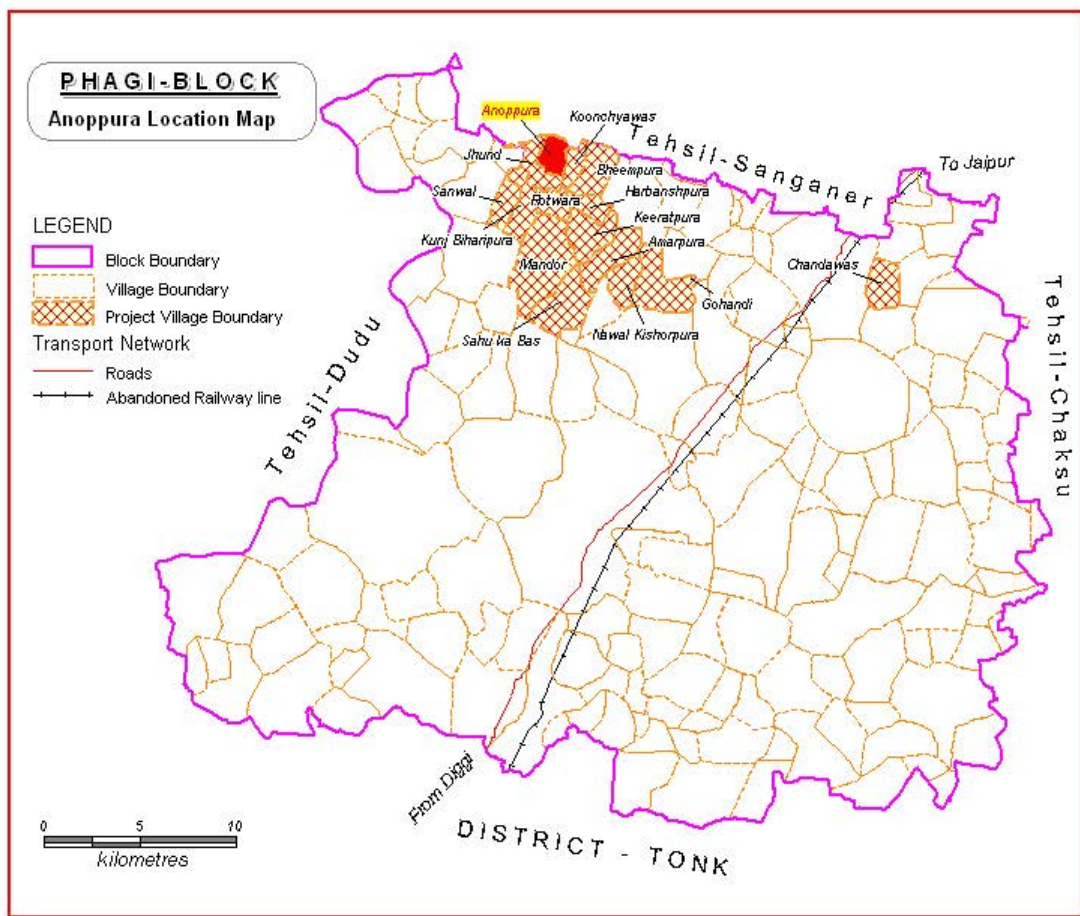 PHAGI-BLOCK
Anoppura Location Map
Anoppura
Koonchyawas
Tehsil-Sanganer
To Jaipur
Jhund
Bheempura
Sanwal
Rotwara
Harbanshpura
Keeratpura
Kunj Biharipura
Amarpura
Mandor
Chandawas
Gohandi
Sahu ka Bas
Nawal Kishorpura
LEGEND
Block Boundary
Village Boundary
Project Village Boundary
Transport Network
Roads
Abandoned Railway line
Tehsil-Dudu
Tehsil-Chaksu
From Diggi
DISTRICT - TONK
0 5 10
kilometres